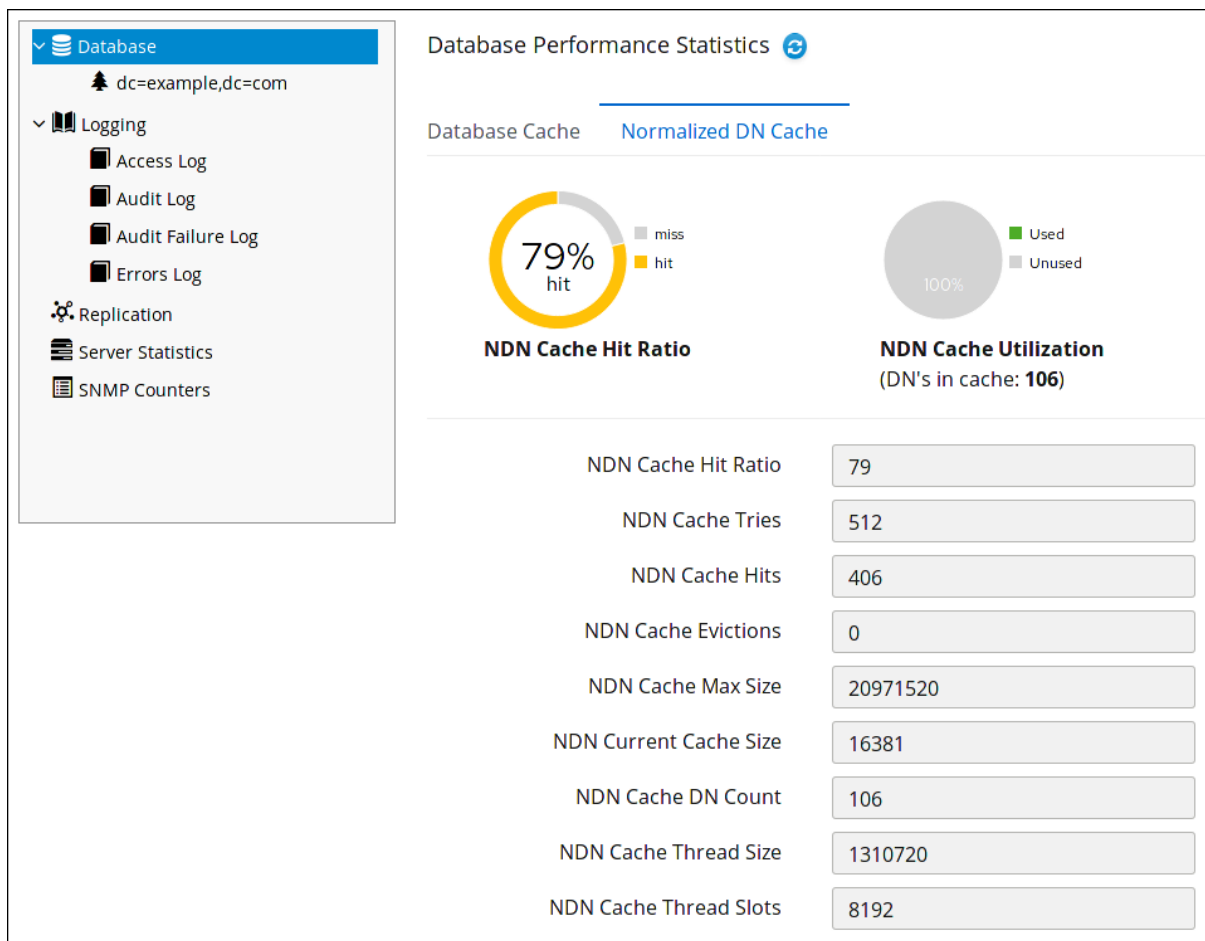 Database
dc=example,dc=com
Logging
Access Log
Audit Log
Audit Failure Log
Errors Log
Replication
Server Statistics
SNMP Counters
Database Performance Statistics
Database Cache
Normalized DN Cache
79%
hit
miss
hit
NDN Cache Hit Ratio
100%
Used
Unused
NDN Cache Utilization
(DN's in cache: 106)
NDN Cache Hit Ratio 79
NDN Cache Tries 512
NDN Cache Hits 406
NDN Cache Evictions 0
NDN Cache Max Size 20971520
NDN Current Cache Size 16381
NDN Cache DN Count 106
NDN Cache Thread Size 1310720
NDN Cache Thread Slots 8192